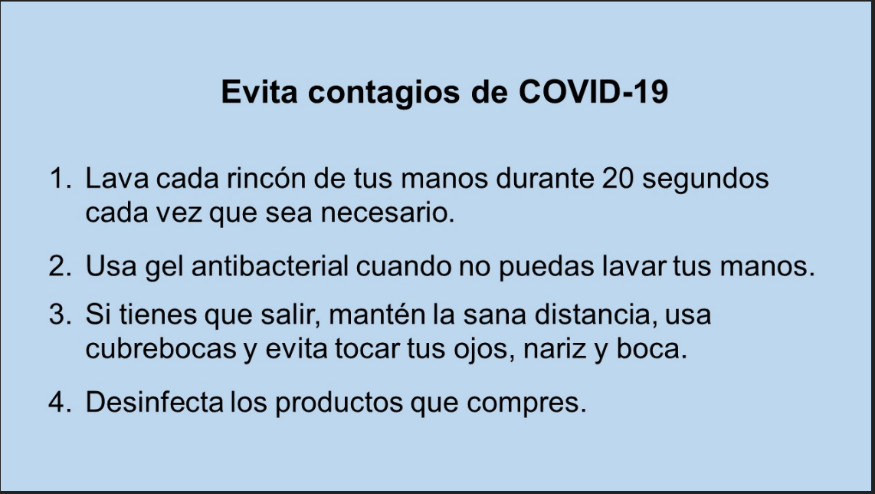 Evita contagios de COVID-19
1. Lava cada rincón de tus manos durante 20 segundos
cada vez que sea necesario.
2. Usa gel antibacterial cuando no puedas lavar tus manos.
3. Si tienes que salir, mantén la sana distancia, usa
cubrebocas y evita tocar tus ojos, nariz y boca.
4. Desinfecta los productos que compres.